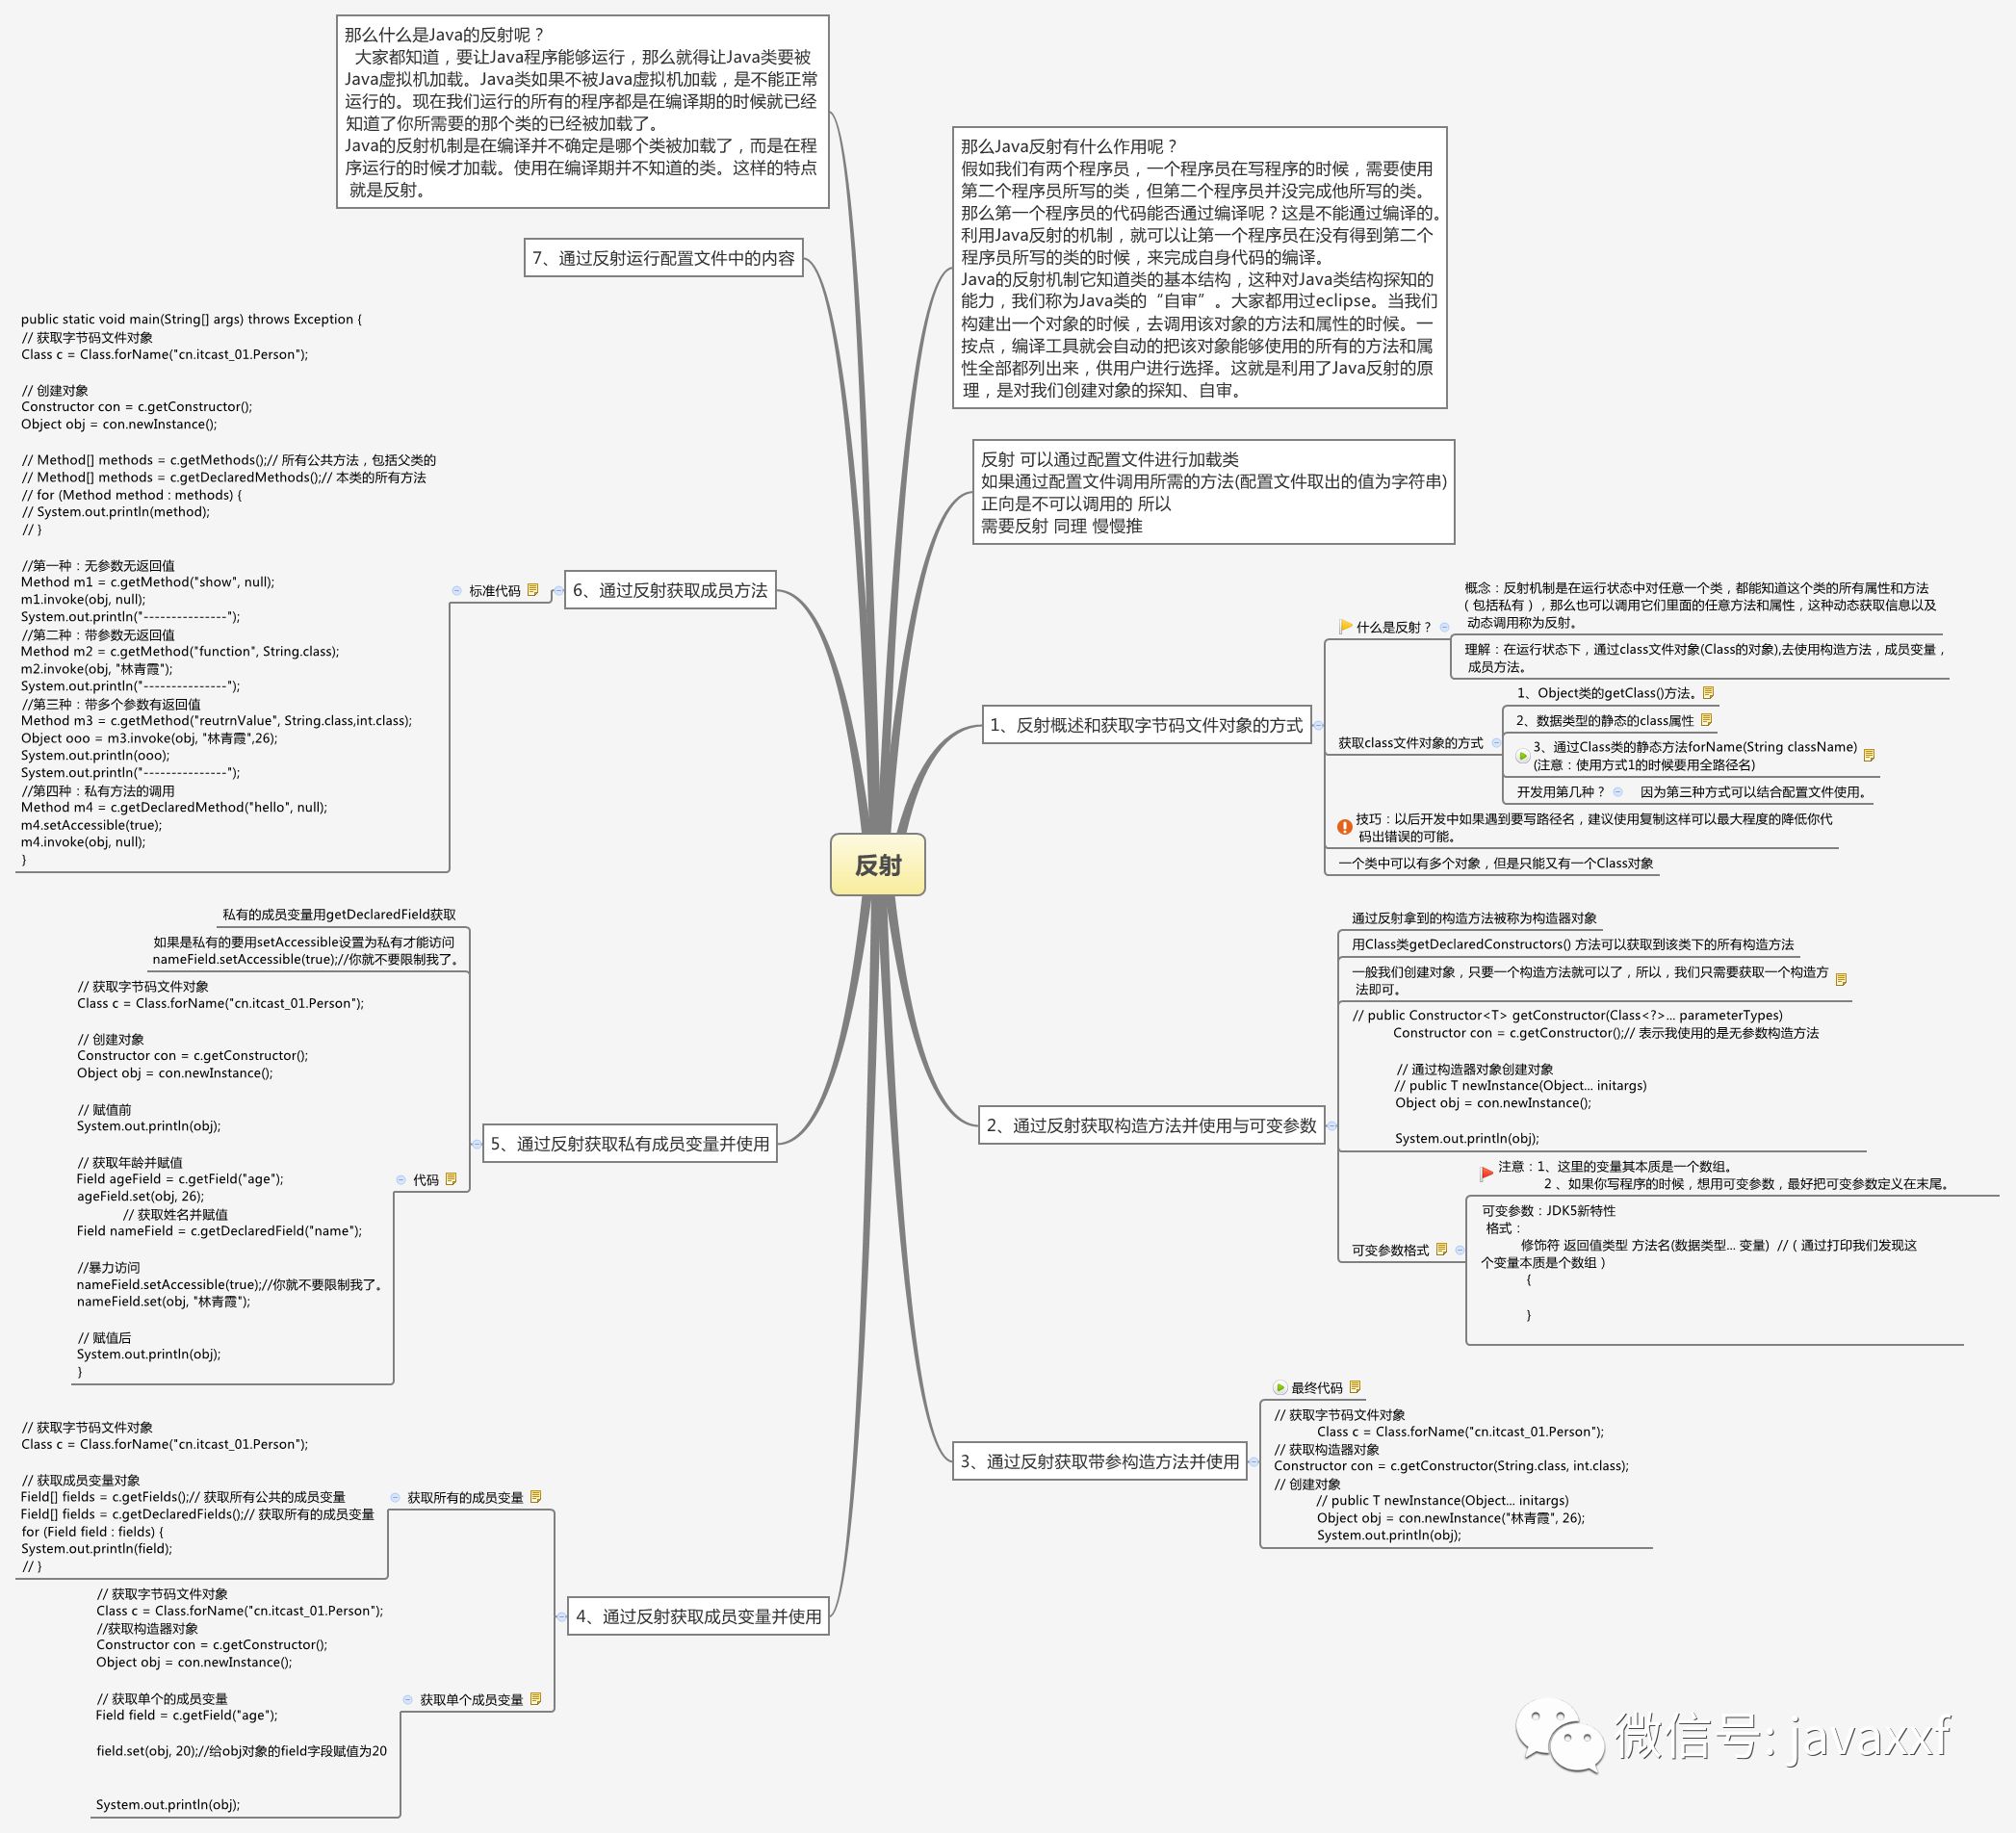 那么什么是Java的反射呢？
大家都知道，要让Java程序能够运行，那么就得让Java类要被
Java虚拟机加载。Java类如果不被Java虚拟机加载，是不能正常
运行的。现在我们运行的所有的程序都是在编译期的时候就已经
知道了你所需要的那个类的已经被加载了。
Java的反射机制是在编译并不确定是哪个类被加载了，而是在程
序运行的时候才加载。使用在编译期并不知道的类。这样的特点
就是反射。
那么Java反射有什么作用呢？
假如我们有两个程序员，一个程序员在写程序的时候，需要使用
第二个程序员所写的类，但第二个程序员并没完成他所写的类。
那么第一个程序员的代码能否通过编译呢？这是不能通过编译的。
利用Java反射的机制，就可以让第一个程序员在没有得到第二个
程序员所写的类的时候，来完成自身代码的编译。
Java的反射机制它知道类的基本结构，这种对Java类结构探知的
能力，我们称为Java类的“自审”。大家都用过eclipse。当我们
构建出一个对象的时候，去调用该对象的方法和属性的时候。一
按点，编译工具就会自动的把该对象能够使用的所有的方法和属
性全部都列出来，供用户进行选择。这就是利用了Java反射的原
理，是对我们创建对象的探知、自审。
反射 可以通过配置文件进行加载类
如果通过配置文件调用所需的方法(配置文件取出的值为字符串)
正向是不可以调用的 所以
需要反射 同理 慢慢推
反射
1、反射概述和获取字节码文件对象的方式
什么是反射？
概念：反射机制是在运行状态中对任意一个类，都能知道这个类的所有属性和方法
（包括私有），那么也可以调用它们里面的任意方法和属性，这种动态获取信息以及
动态调用称为反射。
理解：在运行状态下，通过class文件对象(Class的对象),去使用构造方法，成员变量，
成员方法。
获取class文件对象的方式
1、Object类的getClass()方法。
2、数据类型的静态的class属性
3、通过Class类的静态方法forName(String className)
(注意：使用方式1的时候要用全路径名)
开发用第几种？
因为第三种方式可以结合配置文件使用。
技巧：以后开发中如果遇到要写路径名，建议使用复制这样可以最大程度的降低你代
码出错误的可能。
一个类中可以有多个对象，但是只能又有一个Class对象
2、通过反射获取构造方法并使用与可变参数
通过反射拿到的构造方法被称为构造器对象
用Class类getDeclaredConstructors() 方法可以获取到该类下的所有构造方法
一般我们创建对象，只要一个构造方法就可以了，所以，我们只需要获取一个构造方
法即可。
// public Constructor<T> getConstructor(Class<?>... parameterTypes)
Constructor con = c.getConstructor();// 表示我使用的是无参数构造方法
// 通过构造器对象创建对象
// public T newInstance(Object... initargs)
Object obj = con.newInstance();
System.out.println(obj);
可变参数格式
注意：1、这里的变量其本质是一个数组。
2 、如果你写程序的时候，想用可变参数，最好把可变参数定义在末尾。
可变参数：JDK5新特性
格式：
修饰符 返回值类型 方法名(数据类型... 变量)  //（通过打印我们发现这
个变量本质是个数组）
{
}
3、通过反射获取带参构造方法并使用
最终代码
// 获取字节码文件对象
Class c = Class.forName("cn.itcast_01.Person");
// 获取构造器对象
Constructor con = c.getConstructor(String.class, int.class);
// 创建对象
// public T newInstance(Object... initargs)
Object obj = con.newInstance("林青霞", 26);
System.out.println(obj);
7、通过反射运行配置文件中的内容
6、通过反射获取成员方法
标准代码
public static void main(String[] args) throws Exception {
// 获取字节码文件对象
Class c = Class.forName("cn.itcast_01.Person");
// 创建对象
Constructor con = c.getConstructor();
Object obj = con.newInstance();
// Method[] methods = c.getMethods();// 所有公共方法，包括父类的
// Method[] methods = c.getDeclaredMethods();// 本类的所有方法
// for (Method method : methods) {
// System.out.println(method);
// }
//第一种：无参数无返回值
Method m1 = c.getMethod("show", null);
m1.invoke(obj, null);
System.out.println("---------------");
//第二种：带参数无返回值
Method m2 = c.getMethod("function", String.class);
m2.invoke(obj, "林青霞");
System.out.println("---------------");
//第三种：带多个参数有返回值
Method m3 = c.getMethod("reutrnValue", String.class,int.class);
Object ooo = m3.invoke(obj, "林青霞",26);
System.out.println(ooo);
System.out.println("---------------");
//第四种：私有方法的调用
Method m4 = c.getDeclaredMethod("hello", null);
m4.setAccessible(true);
m4.invoke(obj, null);
}
5、通过反射获取私有成员变量并使用
私有的成员变量用getDeclaredField获取
如果是私有的要用setAccessible设置为私有才能访问
nameField.setAccessible(true);//你就不要限制我了。
代码
// 获取字节码文件对象
Class c = Class.forName("cn.itcast_01.Person");
// 创建对象
Constructor con = c.getConstructor();
Object obj = con.newInstance();
// 赋值前
System.out.println(obj);
// 获取年龄并赋值
Field ageField = c.getField("age");
ageField.set(obj, 26);
// 获取姓名并赋值
Field nameField = c.getDeclaredField("name");
//暴力访问
nameField.setAccessible(true);//你就不要限制我了。
nameField.set(obj, "林青霞");
// 赋值后
System.out.println(obj);
}
4、通过反射获取成员变量并使用
获取所有的成员变量
// 获取字节码文件对象
Class c = Class.forName("cn.itcast_01.Person");
// 获取成员变量对象
Field[] fields = c.getFields();// 获取所有公共的成员变量
Field[] fields = c.getDeclaredFields();// 获取所有的成员变量
for (Field field : fields) {
System.out.println(field);
// }
获取单个成员变量
// 获取字节码文件对象
Class c = Class.forName("cn.itcast_01.Person");
//获取构造器对象
Constructor con = c.getConstructor();
Object obj = con.newInstance();
// 获取单个的成员变量
Field field = c.getField("age");
field.set(obj, 20);//给obj对象的field字段赋值为20
System.out.println(obj);
微信号: javaxxf